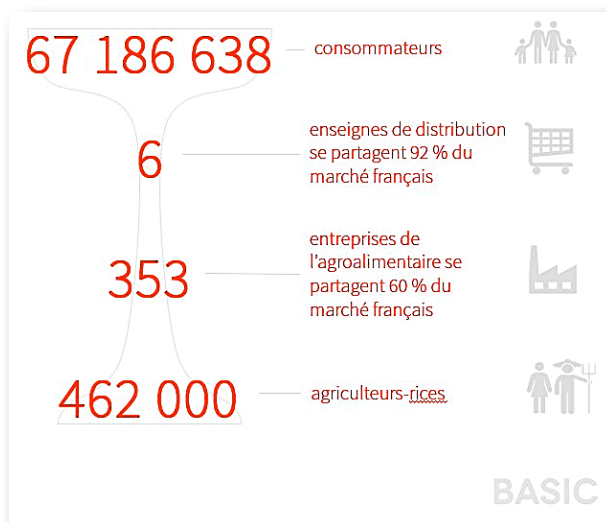 67 186 638
consommateurs
6
enseignes de distribution
se partagent 92 % du
marché français
353
entreprises de
l'agroalimentaire se
partagent 60 % du
marché français
462 000
agriculteurs-rices
BASIC